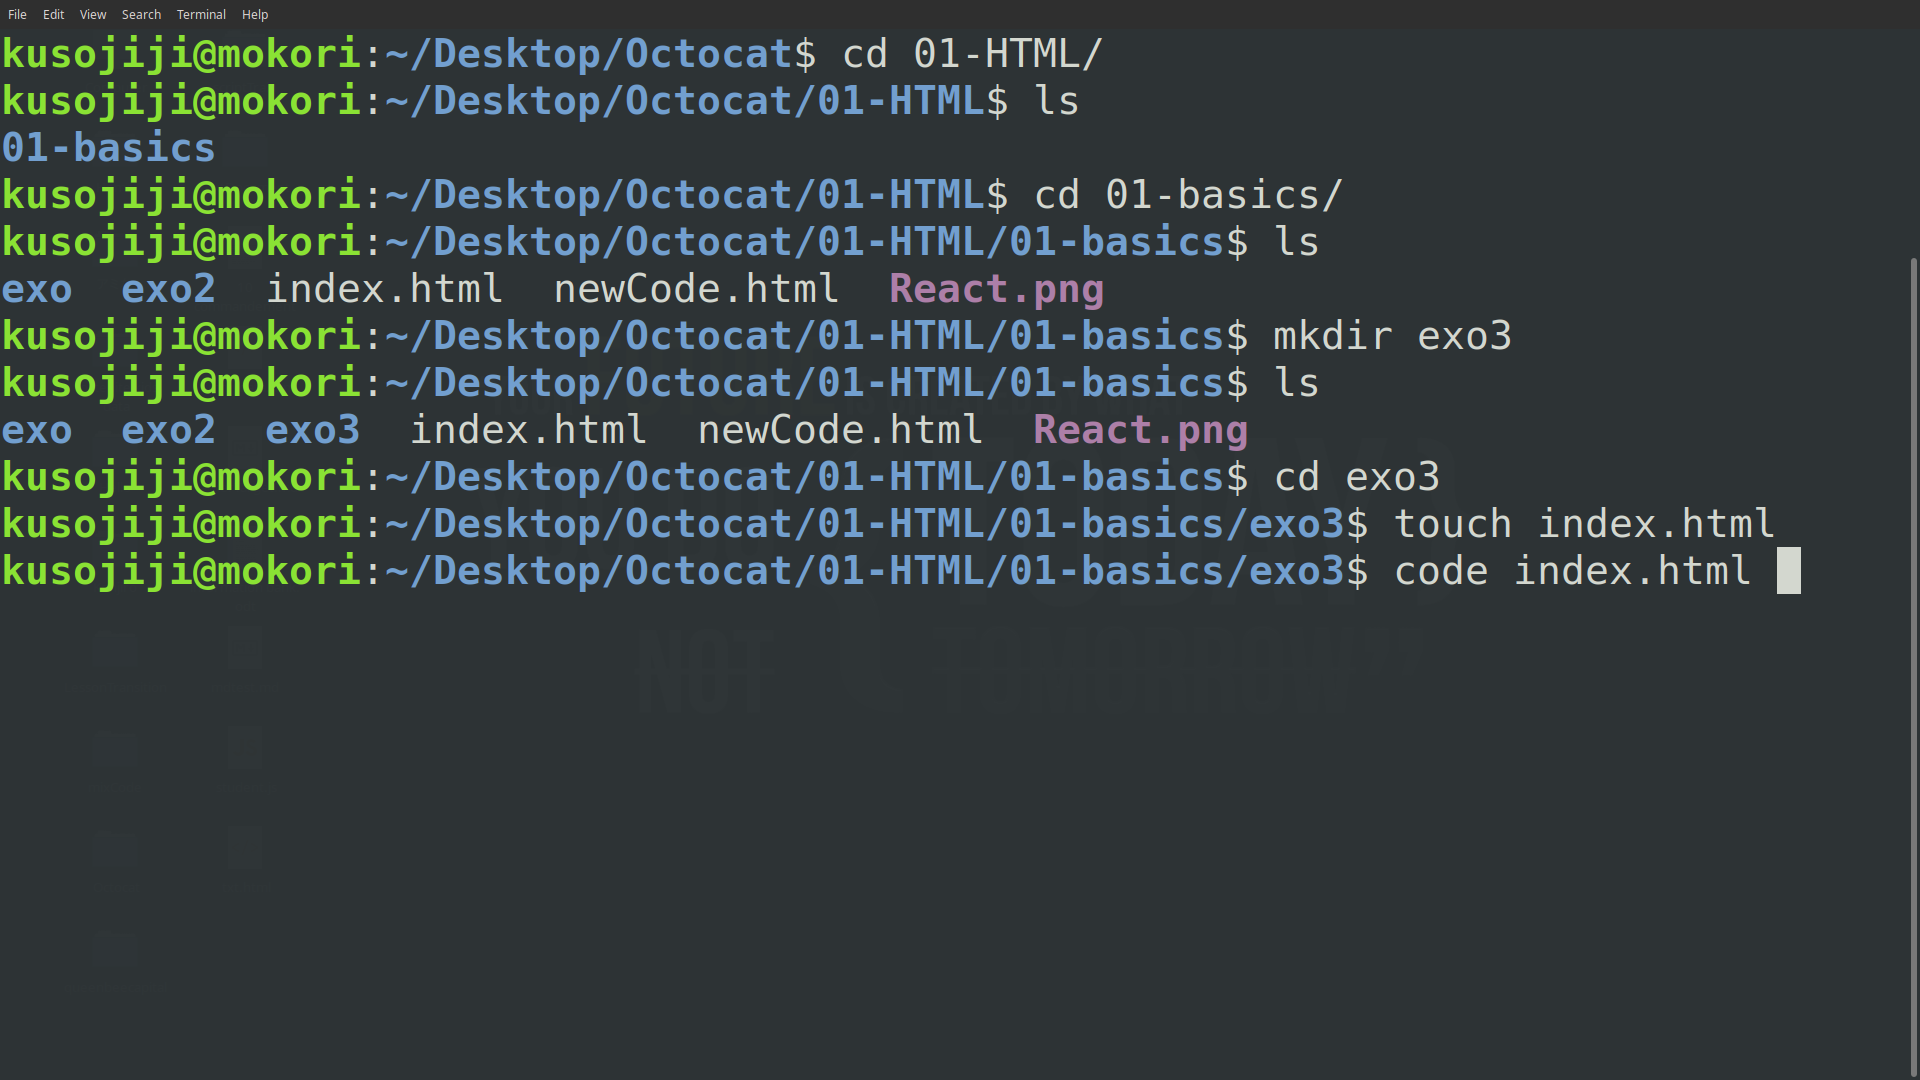 File Edit View Search Terminal Help
kusojiji@mokori:~/Desktop/Octocat$ cd 01-HTML/
kusojiji@mokori:~/Desktop/Octocat/01-HTML$ ls
01-basics
kusojiji@mokori:~/Desktop/Octocat/01-HTML$ cd 01-basics/
kusojiji@mokori:~/Desktop/Octocat/01-HTML/01-basics$ ls
exo  exo2  index.html  newCode.html  React.png
kusojiji@mokori:~/Desktop/Octocat/01-HTML/01-basics$ mkdir exo3
kusojiji@mokori:~/Desktop/Octocat/01-HTML/01-basics$ ls
exo  exo2  exo3  index.html  newCode.html  React.png
kusojiji@mokori:~/Desktop/Octocat/01-HTML/01-basics$ cd exo3
kusojiji@mokori:~/Desktop/Octocat/01-HTML/01-basics/exo3$ touch index.html
kusojiji@mokori:~/Desktop/Octocat/01-HTML/01-basics/exo3$ code index.html
NOT TOMORROW??